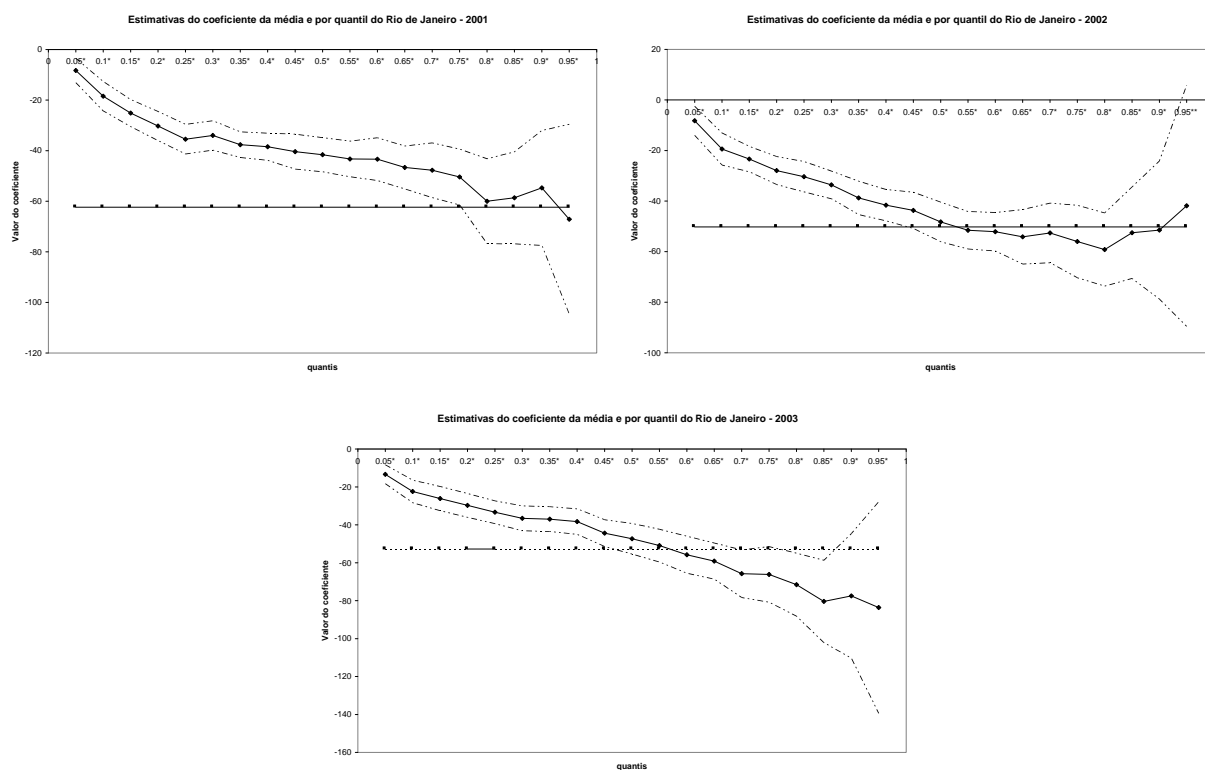 Estimativas do coeficiente da média e por quantil do Rio de Janeiro - 2001
0
-20
-40
-60
-80
-100
-120
0 0.05* 0.1* 0.15* 0.2* 0.25* 0.3* 0.35* 0.4* 0.45* 0.5* 0.55* 0.6* 0.65* 0.7* 0.75* 0.8* 0.85* 0.9* 0.95* 1
Valor do coeficiente
quantis
Estimativas do coeficiente da média e por quantil do Rio de Janeiro - 2002
20
0
-20
-40
-60
-80
-100
0.05* 0.1* 0.15* 0.2* 0.25* 0.3* 0.35* 0.4* 0.45* 0.5* 0.55* 0.6* 0.65* 0.7* 0.75* 0.8* 0.85* 0.9* 0.95**
Valor do coeficiente
quantis
Estimativas do coeficiente da média e por quantil do Rio de Janeiro - 2003
0
-20
-40
-60
-80
-100
-120
-140
-160
0 0.05* 0.1* 0.15* 0.2* 0.25* 0.3* 0.35* 0.4* 0.45* 0.5* 0.55* 0.6* 0.65* 0.7* 0.75* 0.8* 0.85* 0.9* 0.95* 1
Valor do coeficiente
quantis